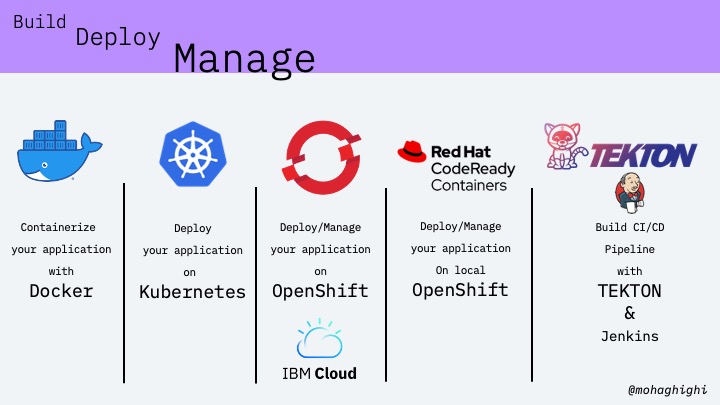 Build
Deploy
Manage
Containerize
your application
with
Docker
Deploy
your application
on
Kubernetes
Deploy/Manage
your application
on
OpenShift
IBM Cloud
Red Hat
CodeReady
Containers
Deploy/Manage
your application
On local
OpenShift
TEKTON
Build CI/CD
Pipeline
with
TEKTON
&
Jenkins
@mohaghighi